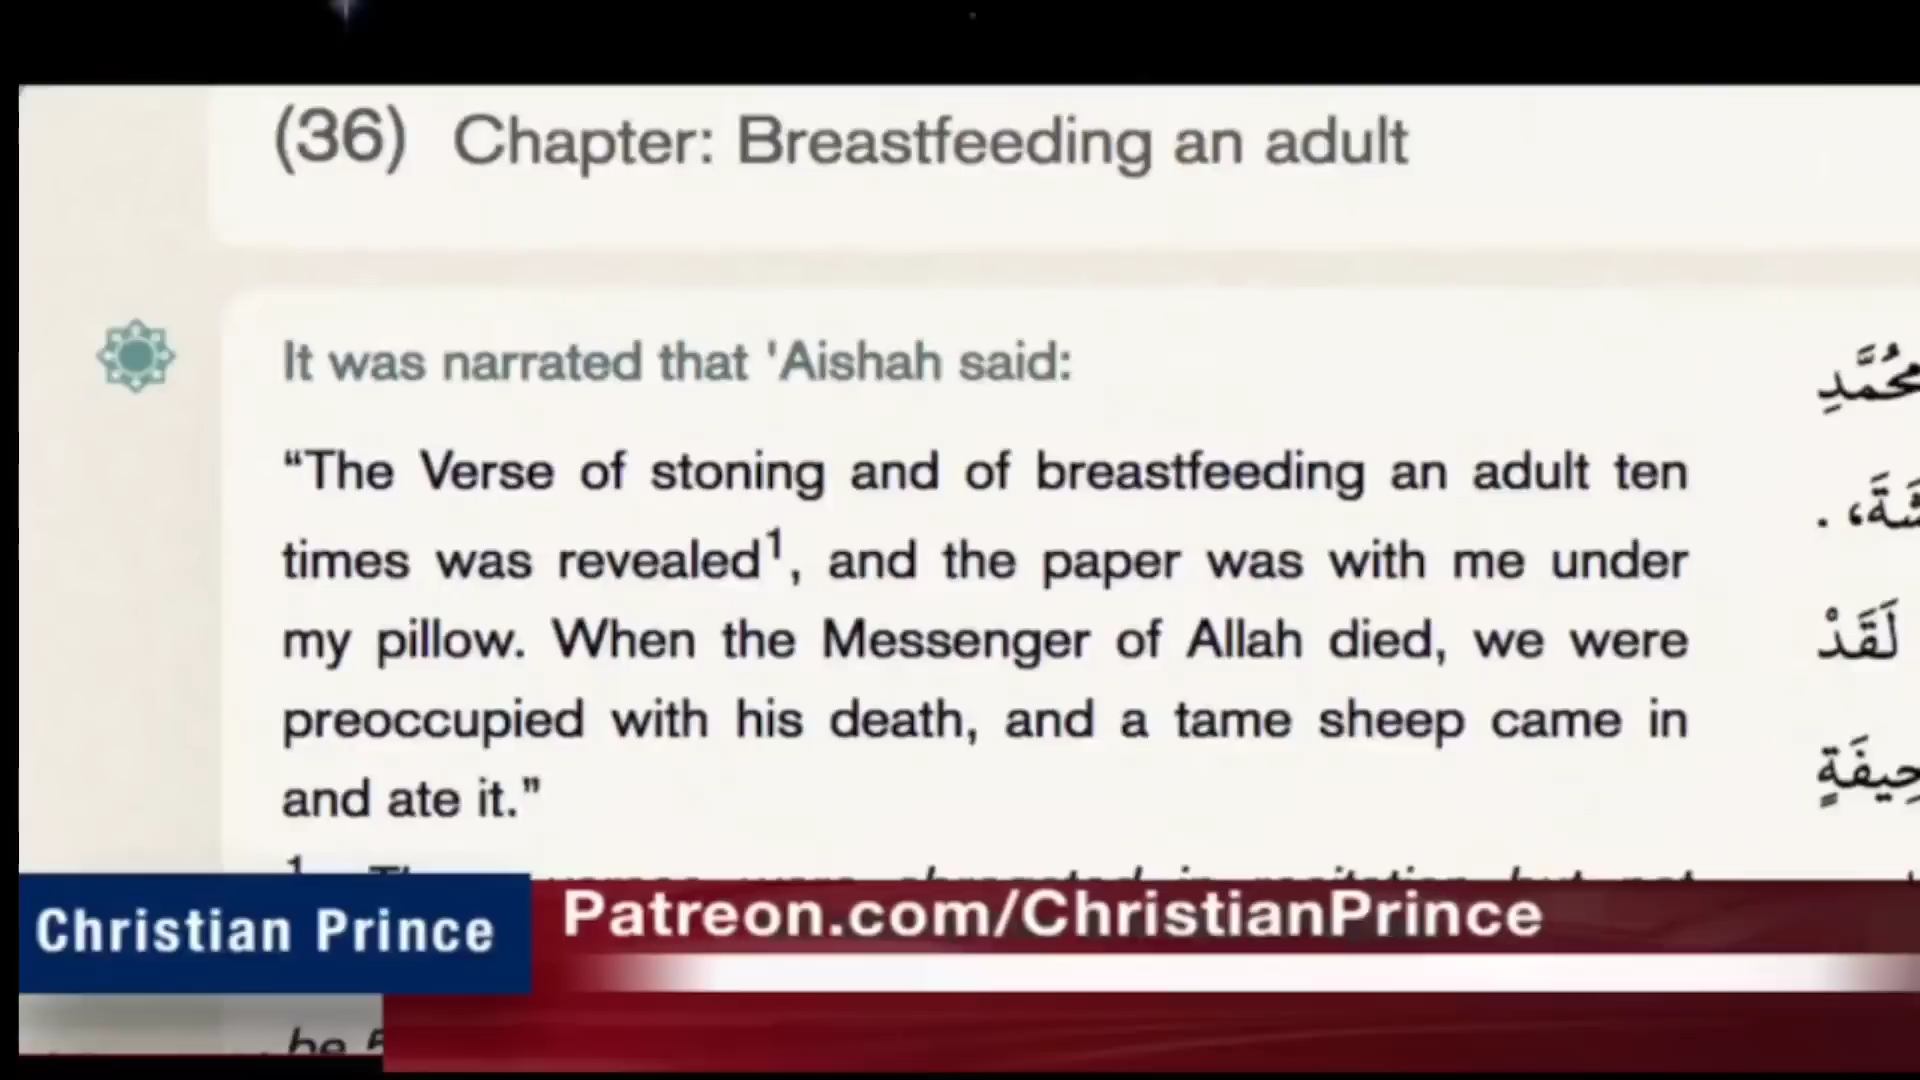 (36) Chapter: Breastfeeding an adult
It was narrated that 'Aishah said:
“The Verse of stoning and of breastfeeding an adult ten
times was revealed¹, and the paper was with me under
my pillow. When the Messenger of Allah died, we were
preoccupied with his death, and a tame sheep came in
and ate it.”
مُحَمَّدِ
لَقَدْ
Christian Prince
Patreon.com/ChristianPrince
be 5